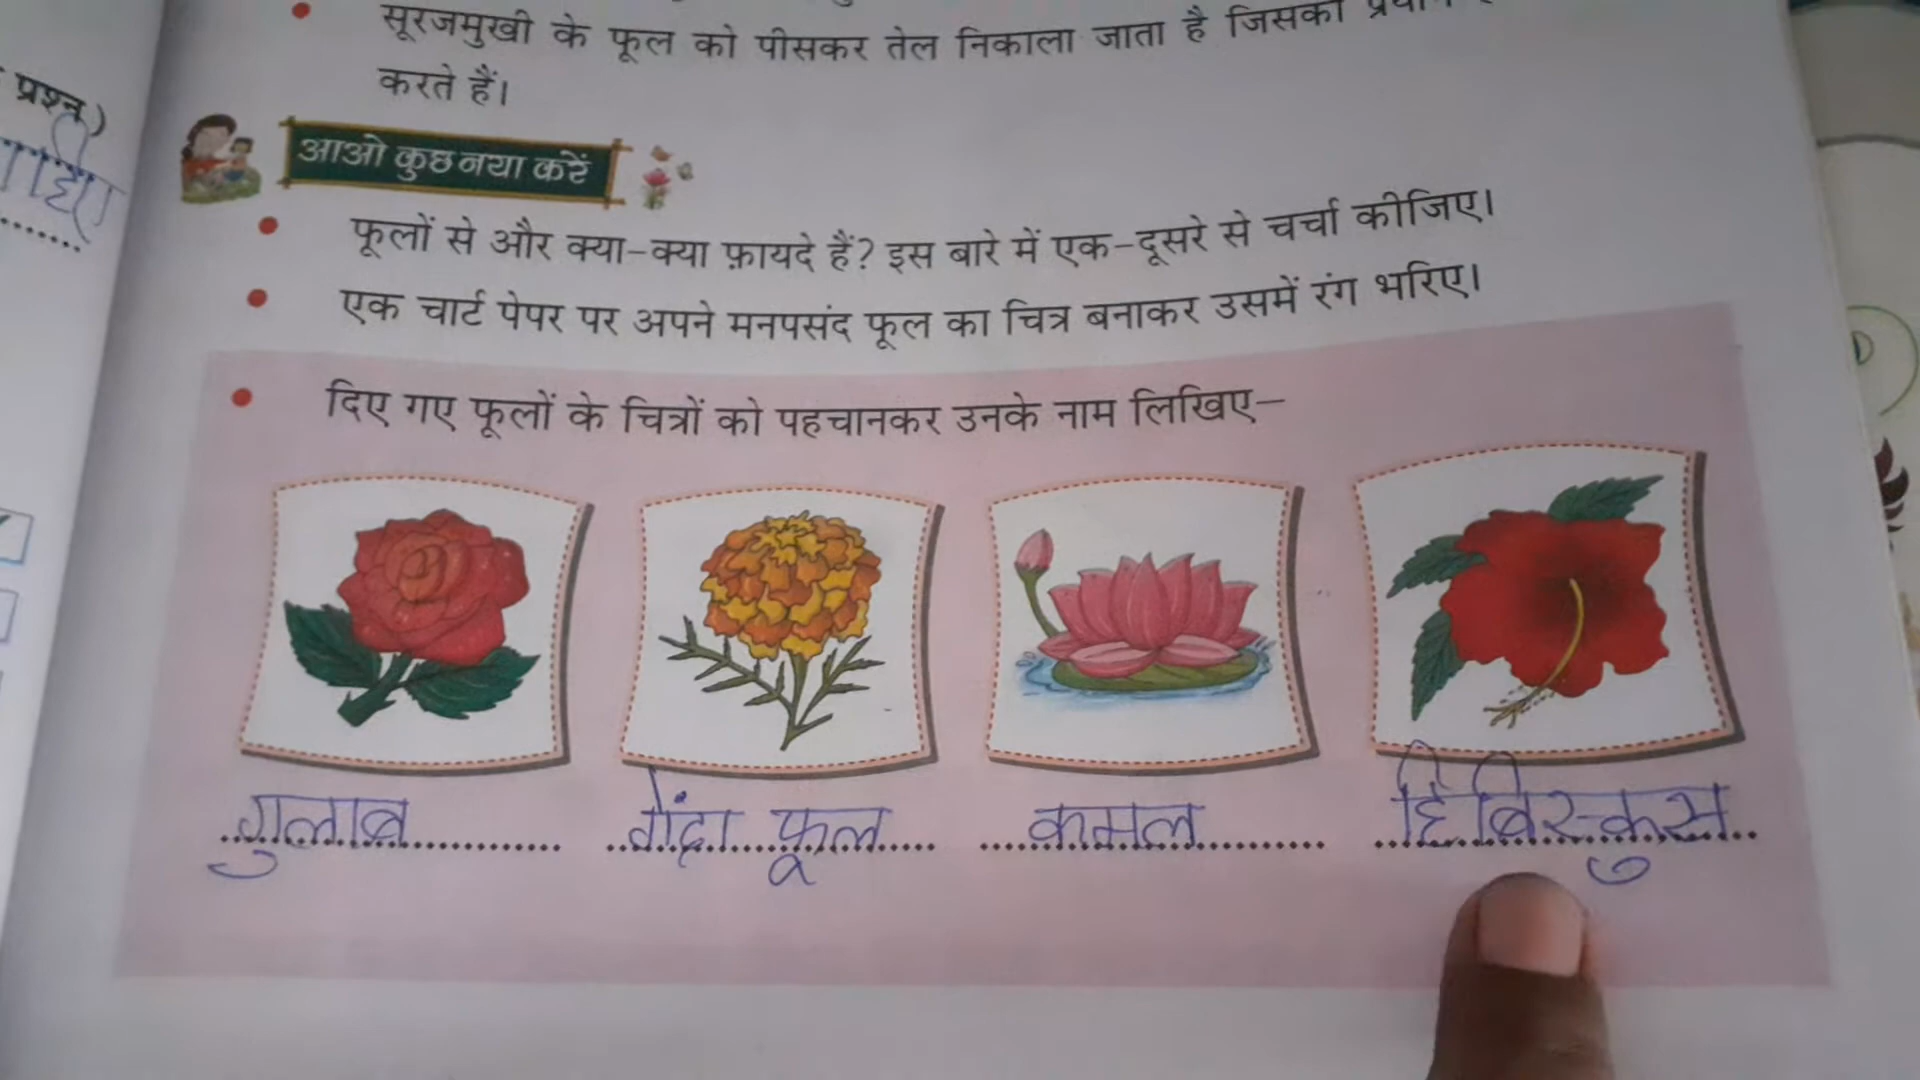 सूरजमुखी के फूल को पीसकर तेल निकाला जाता है जिसका
करते हैं।
प्रश्न)
आओ कुछ नया करें
फूलों से और क्या-क्या फ़ायदे हैं? इस बारे में एक-दूसरे से चर्चा कीजिए।
एक चार्ट पेपर पर अपने मनपसंद फूल का चित्र बनाकर उसमें रंग भरिए।
दिए गए फूलों के चित्रों को पहचानकर उनके नाम लिखिए–
गुलाब गेंदा फूल कमल हिबिस्कुस